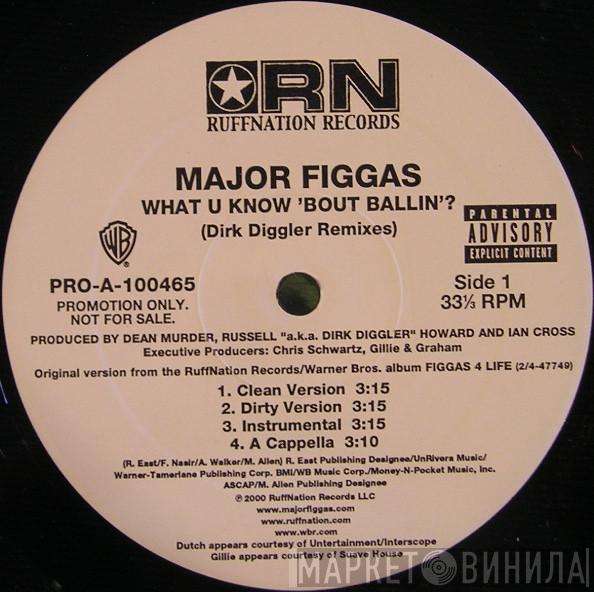 RN
RUFFNATION RECORDS
MAJOR FIGGAS
WHAT U KNOW 'BOUT BALLIN'?
(Dirk Diggler Remixes)
WB
PRO-A-100465
PROMOTION ONLY.
NOT FOR SALE.
PARENTAL
ADVISORY
EXPLICIT CONTENT
Side 1
33⅓ RPM
PRODUCED BY DEAN MURDER, RUSSELL "a.k.a. DIRK DIGGLER" HOWARD AND IAN CROSS
Executive Producers: Chris Schwartz, Gillie & Graham
Original version from the RuffNation Records/Warner Bros. album FIGGAS 4 LIFE (2/4-47749)
1. Clean Version 3:15
2. Dirty Version 3:15
3. Instrumental 3:15
4. A Cappella 3:10
(R. East/F. Nasir/A. Walker/M. Allen) R. East Publishing Designee/UnRivera Music/
Warner-Tamerlane Publishing Corp. BMI/WB Music Corp./Money-N-Pocket Music, Inc.
ASCAP/M. Allen Publishing Designee
℗ 2000 RuffNation Records LLC
www.majorfiggas.com
www.ruffnation.com
www.wbr.com
Dutch appears courtesy of Untertainment/Interscope
Gillie appears courtesy of Suave House
МАРКЕТ ВИНИЛА